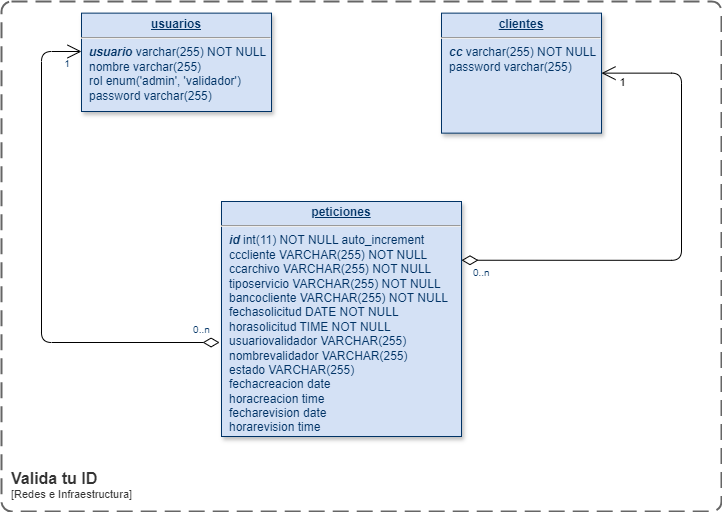 usuarios
usuario varchar(255) NOT NULL
nombre varchar(255)
rol enum('admin', 'validador')
password varchar(255)
1
clientes
cc varchar(255) NOT NULL
password varchar(255)
1
peticiones
id int(11) NOT NULL auto_increment
cccliente VARCHAR(255) NOT NULL
ccarchivo VARCHAR(255) NOT NULL
tiposervicio VARCHAR(255) NOT NULL
bancocliente VARCHAR(255) NOT NULL
fechasolicitud DATE NOT NULL
horasolicitud TIME NOT NULL
usuariovalidador VARCHAR(255)
nombrevalidador VARCHAR(255)
estado VARCHAR(255)
fechacreacion date
horacreacion time
fecharevision date
horarevision time
0..n
0..n
Valida tu ID
[Redes e Infraestructura]